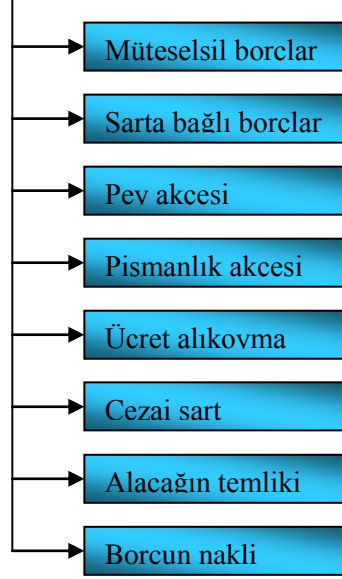 Müteselsil borclar
Sarta bağlı borclar
Pev akcesi
Pismanlık akcesi
Ücret alıkovma
Cezai sart
Alacağın temliki
Borcun nakli